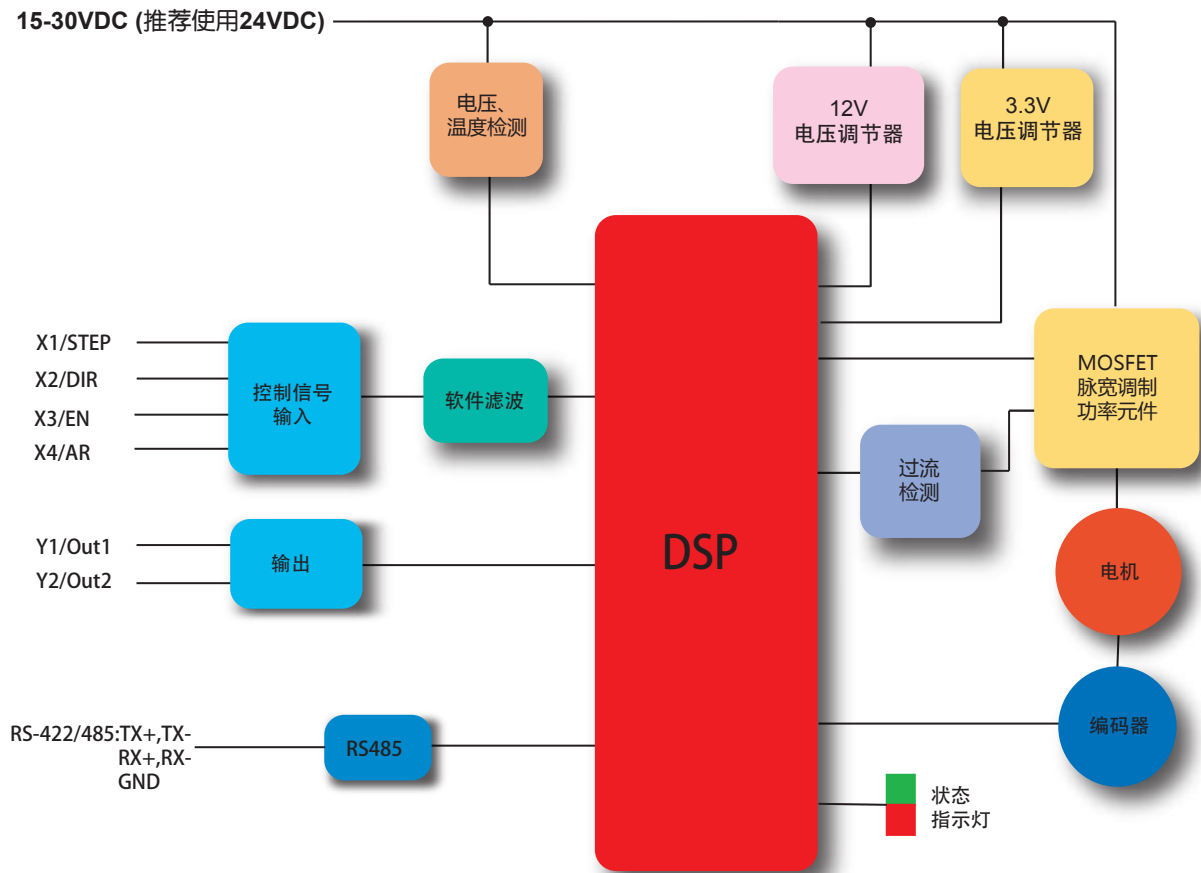 15-30VDC (推荐使用24VDC)
电压、
温度检测
12V
电压调节器
3.3V
电压调节器
X1/STEP
X2/DIR
X3/EN
X4/AR
控制信号
输入
软件滤波
MOSFET
脉宽调制
功率元件
过流
检测
DSP
Y1/Out1
Y2/Out2
输出
电机
编码器
RS-422/485:TX+,TX-
RX+,RX-
GND
RS485
状态
指示灯